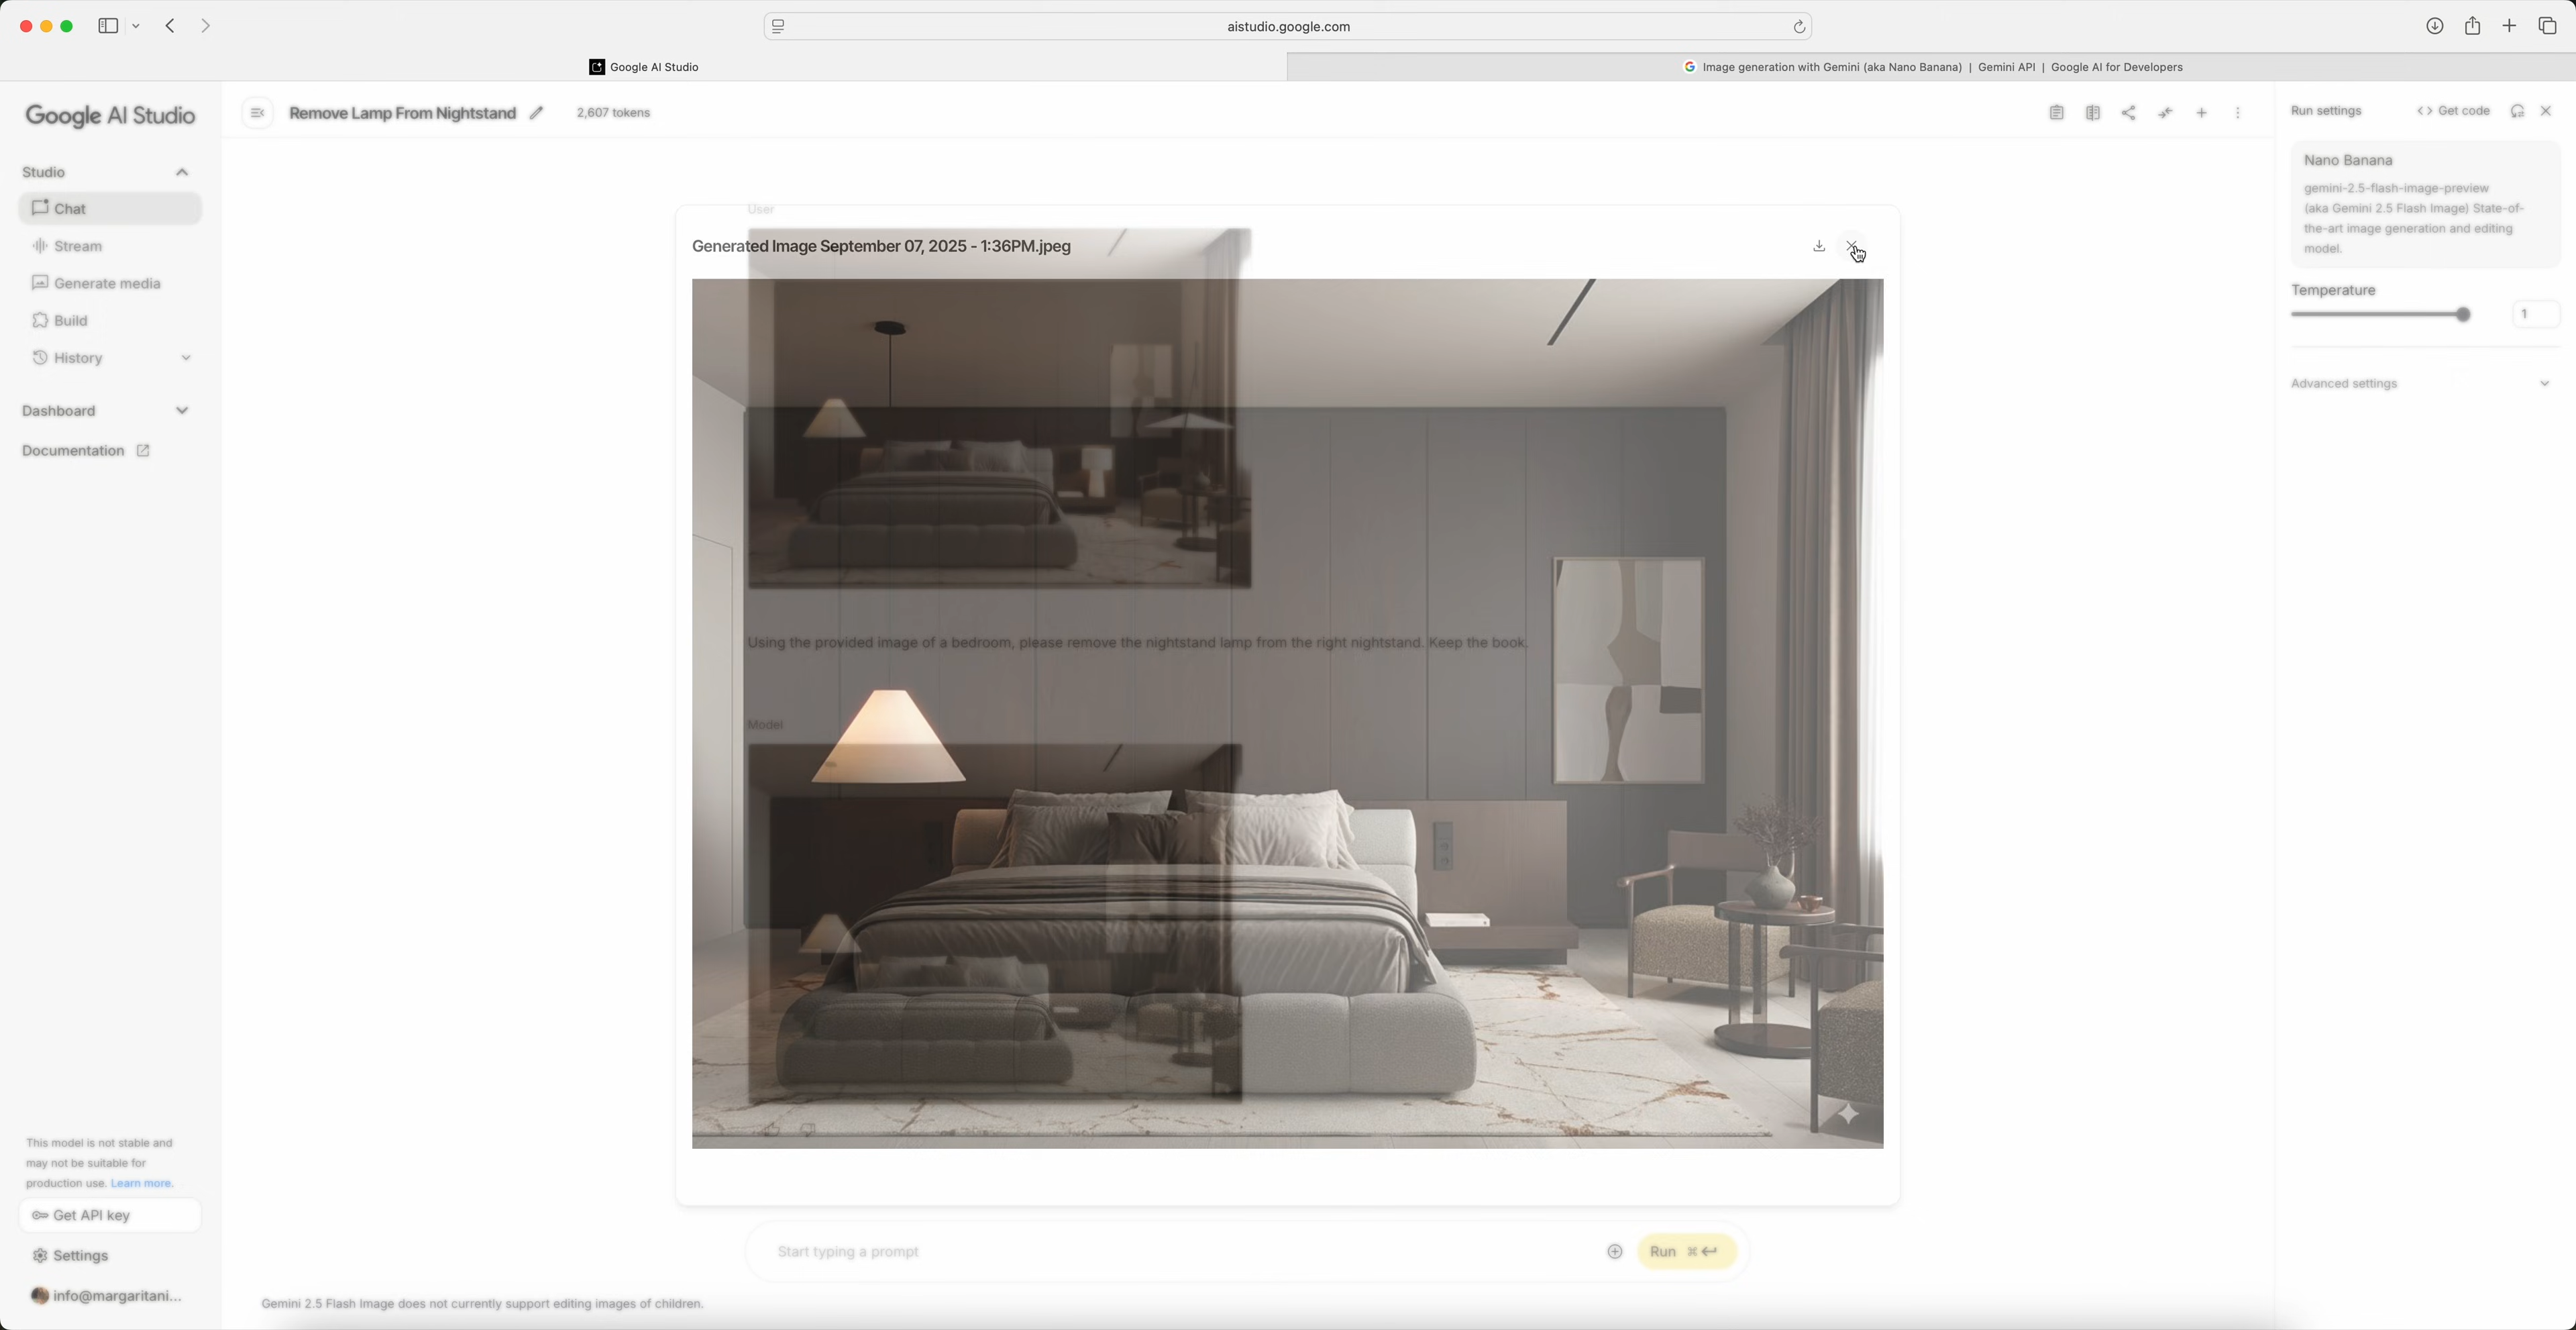 aistudio.google.com
Google AI Studio
Image generation with Gemini (aka Nano Banana) | Gemini API | Google AI for Developers
Google AI Studio
Studio
Chat
Stream
Generate media
Build
History
Dashboard
Documentation
This model is not stable and
may not be suitable for
production use. Learn more.
Get API key
Settings
info@margaritani...
Remove Lamp From Nightstand
2,607 tokens
User
Generated Image September 07, 2025 - 1:36PM.jpeg
Using the provided image of a bedroom, please remove the nightstand lamp from the right nightstand. Keep the book.
Model
Start typing a prompt
Run ⌘ ↵
Gemini 2.5 Flash Image does not currently support editing images of children.
Run settings
<> Get code
Nano Banana
gemini-2.5-flash-image-preview
(aka Gemini 2.5 Flash Image) State-of-
the-art image generation and editing
model.
Temperature
1
Advanced settings